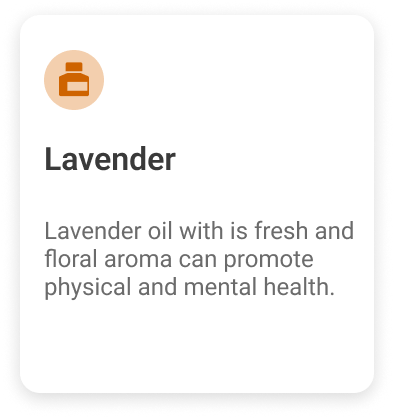 Lavender
Lavender oil with is fresh and
floral aroma can promote
physical and mental health.